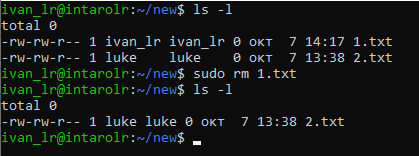 ivan_lr@intarolr:~/new$ ls -l
total 0
-rw-rw-r-- 1 ivan_lr ivan_lr 0 окт  7 14:17 1.txt
-rw-rw-r-- 1 luke    luke    0 окт  7 13:38 2.txt
ivan_lr@intarolr:~/new$ sudo rm 1.txt
ivan_lr@intarolr:~/new$ ls -l
total 0
-rw-rw-r-- 1 luke luke 0 окт  7 13:38 2.txt
ivan_lr@intarolr:~/new$